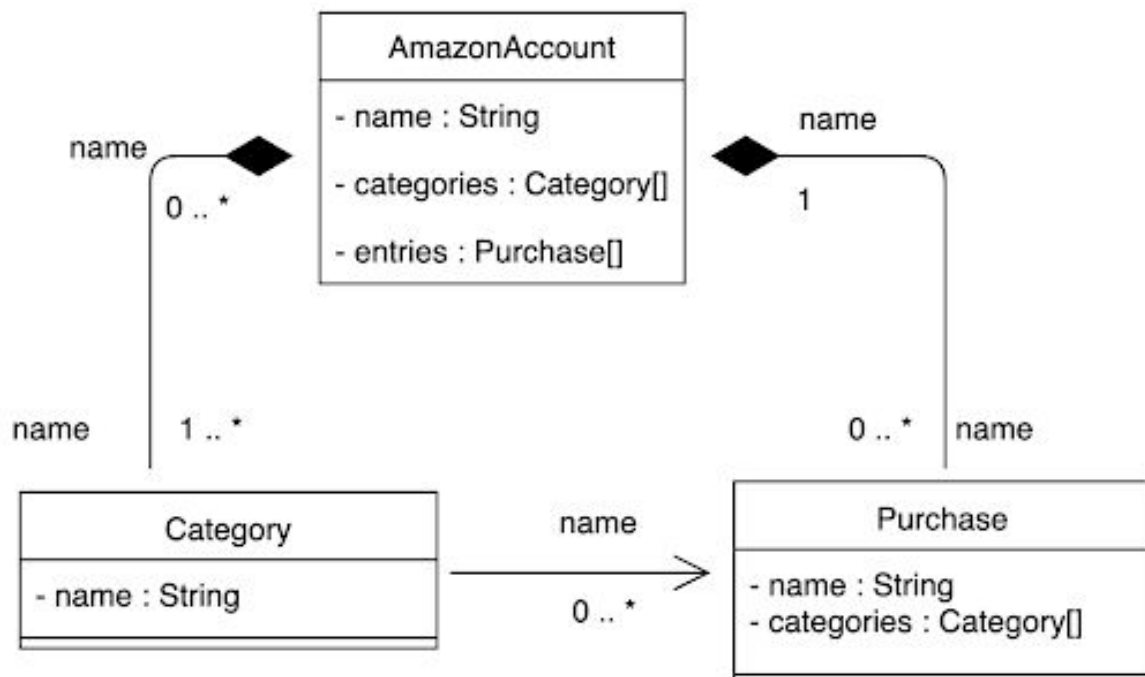 AmazonAccount
- name : String
- categories : Category[]
- entries : Purchase[]
name
0 .. *
name
1
name
1 .. *
0 .. *
name
Category
- name : String
name
0 .. *
Purchase
- name : String
- categories : Category[]